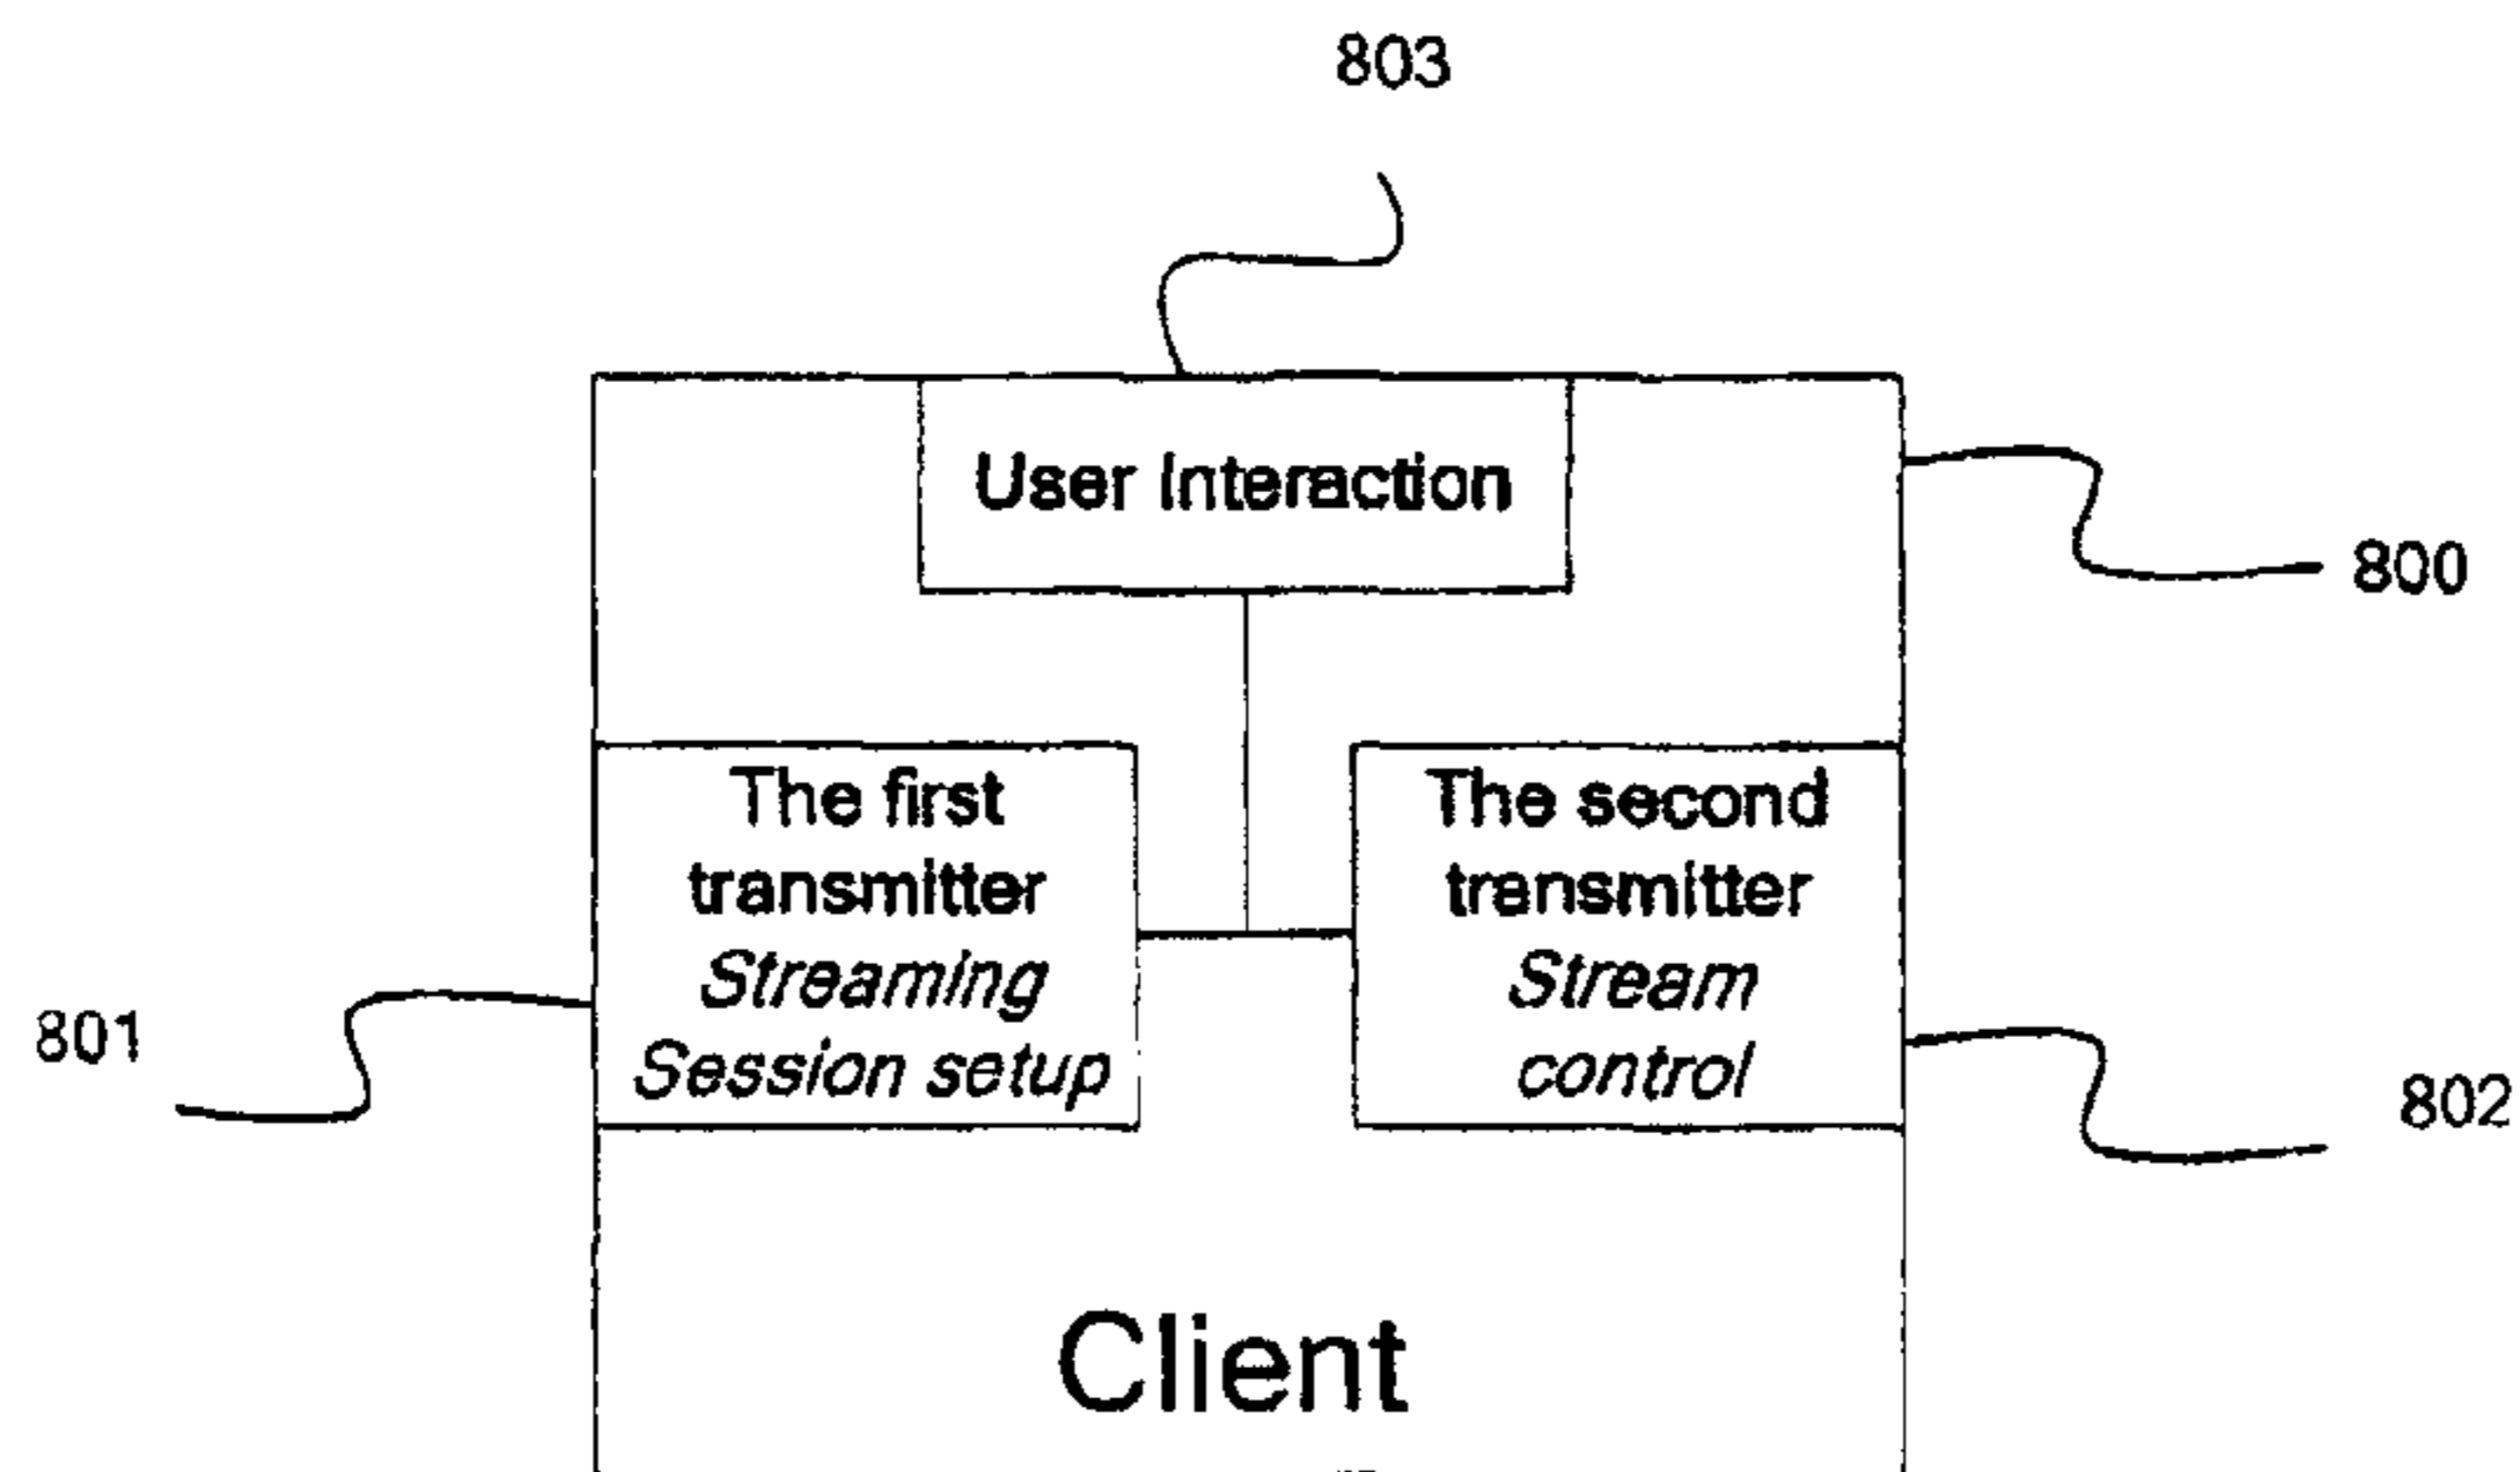 803
User Interaction
800
The first
transmitter
Streaming
Session setup
801
The second
transmitter
Stream
control
802
Client